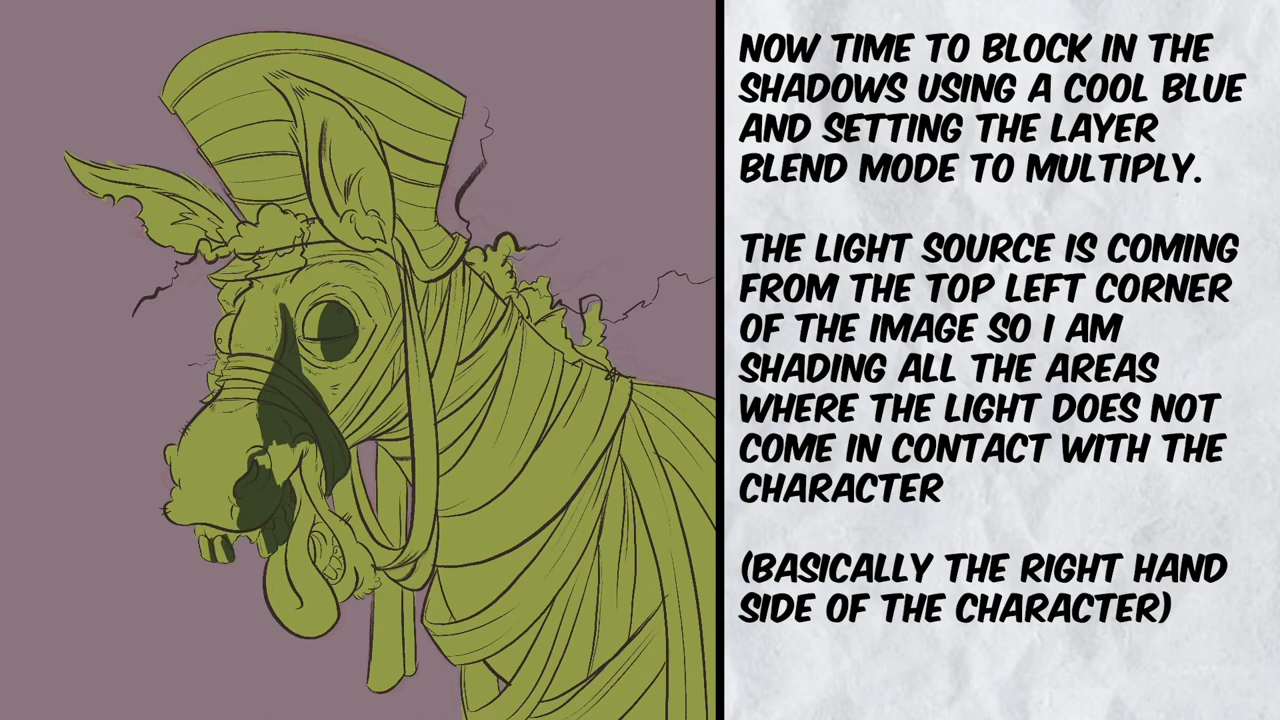 NOW TIME TO BLOCK IN THE
SHADOWS USING A COOL BLUE
AND SETTING THE LAYER
BLEND MODE TO MULTIPLY.
THE LIGHT SOURCE IS COMING
FROM THE TOP LEFT CORNER
OF THE IMAGE SO I AM
SHADING ALL THE AREAS
WHERE THE LIGHT DOES NOT
COME IN CONTACT WITH THE
CHARACTER
(BASICALLY THE RIGHT HAND
SIDE OF THE CHARACTER)